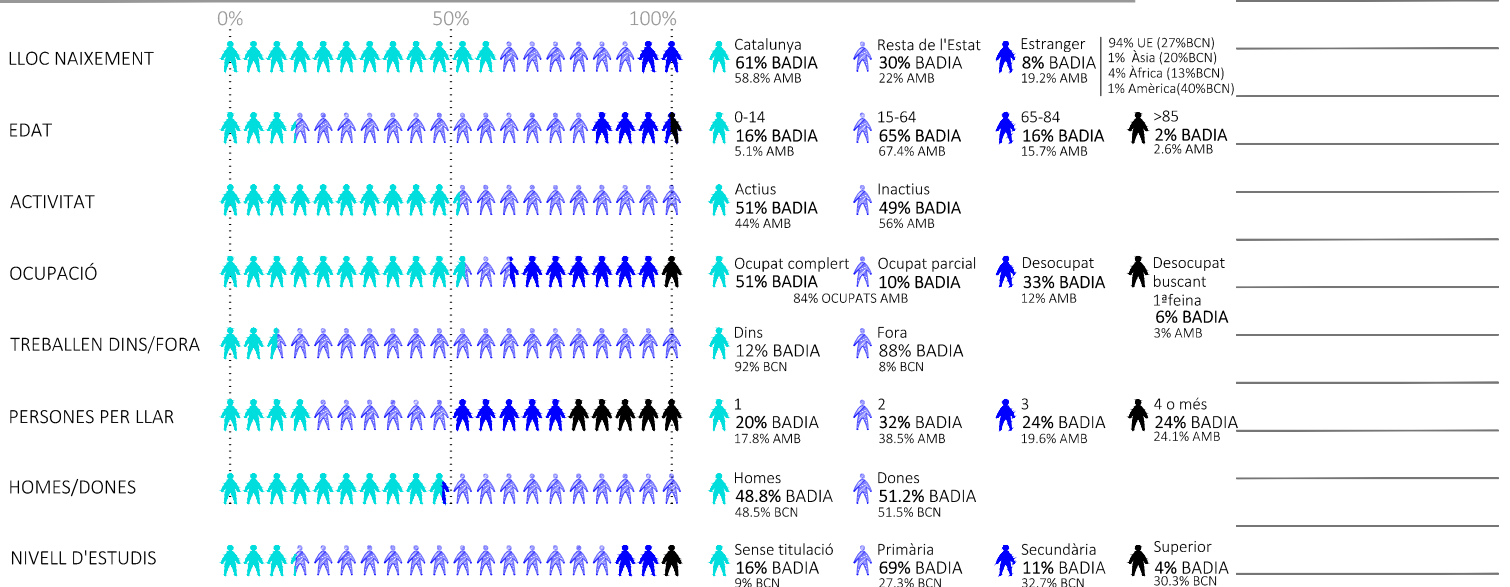 0% 50% 100%
LLOC NAIXEMENT
Catalunya
61% BADIA
58.8% AMB
Resta de l'Estat
30% BADIA
22% AMB
Estranger
8% BADIA
19.2% AMB
94% UE (27%BCN)
1% Àsia (20%BCN)
4% Àfrica (13%BCN)
1% Amèrica(40%BCN)
EDAT
0-14
16% BADIA
5.1% AMB
15-64
65% BADIA
67.4% AMB
65-84
16% BADIA
15.7% AMB
>85
2% BADIA
2.6% AMB
ACTIVITAT
Actius
51% BADIA
44% AMB
Inactius
49% BADIA
56% AMB
OCUPACIÓ
Ocupat complert
51% BADIA
Ocupat parcial
10% BADIA
84% OCUPATS AMB
Desocupat
33% BADIA
12% AMB
Desocupat
buscant
1ªfeina
6% BADIA
3% AMB
TREBALLEN DINS/FORA
Dins
12% BADIA
92% BCN
Fora
88% BADIA
8% BCN
PERSONES PER LLAR
1
20% BADIA
17.8% AMB
2
32% BADIA
38.5% AMB
3
24% BADIA
19.6% AMB
4 o més
24% BADIA
24.1% AMB
HOMES/DONES
Homes
48.8% BADIA
48.5% BCN
Dones
51.2% BADIA
51.5% BCN
NIVELL D'ESTUDIS
Sense titulació
16% BADIA
9% BCN
Primària
69% BADIA
27.3% BCN
Secundària
11% BADIA
32.7% BCN
Superior
4% BADIA
30.3% BCN